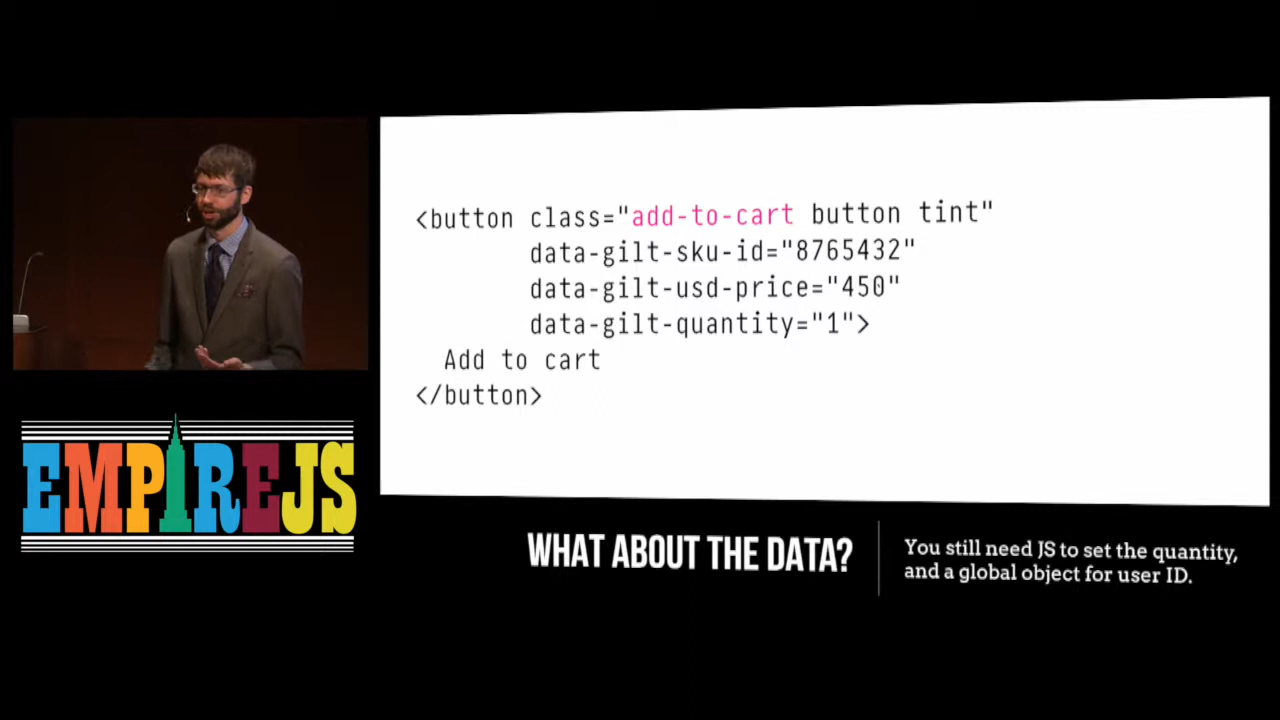 <button class="add-to-cart button tint"
data-gilt-sku-id="8765432"
data-gilt-usd-price="450"
data-gilt-quantity="1">
Add to cart
</button>
EMPIREJS
WHAT ABOUT THE DATA?
You still need JS to set the quantity,
and a global object for user ID.